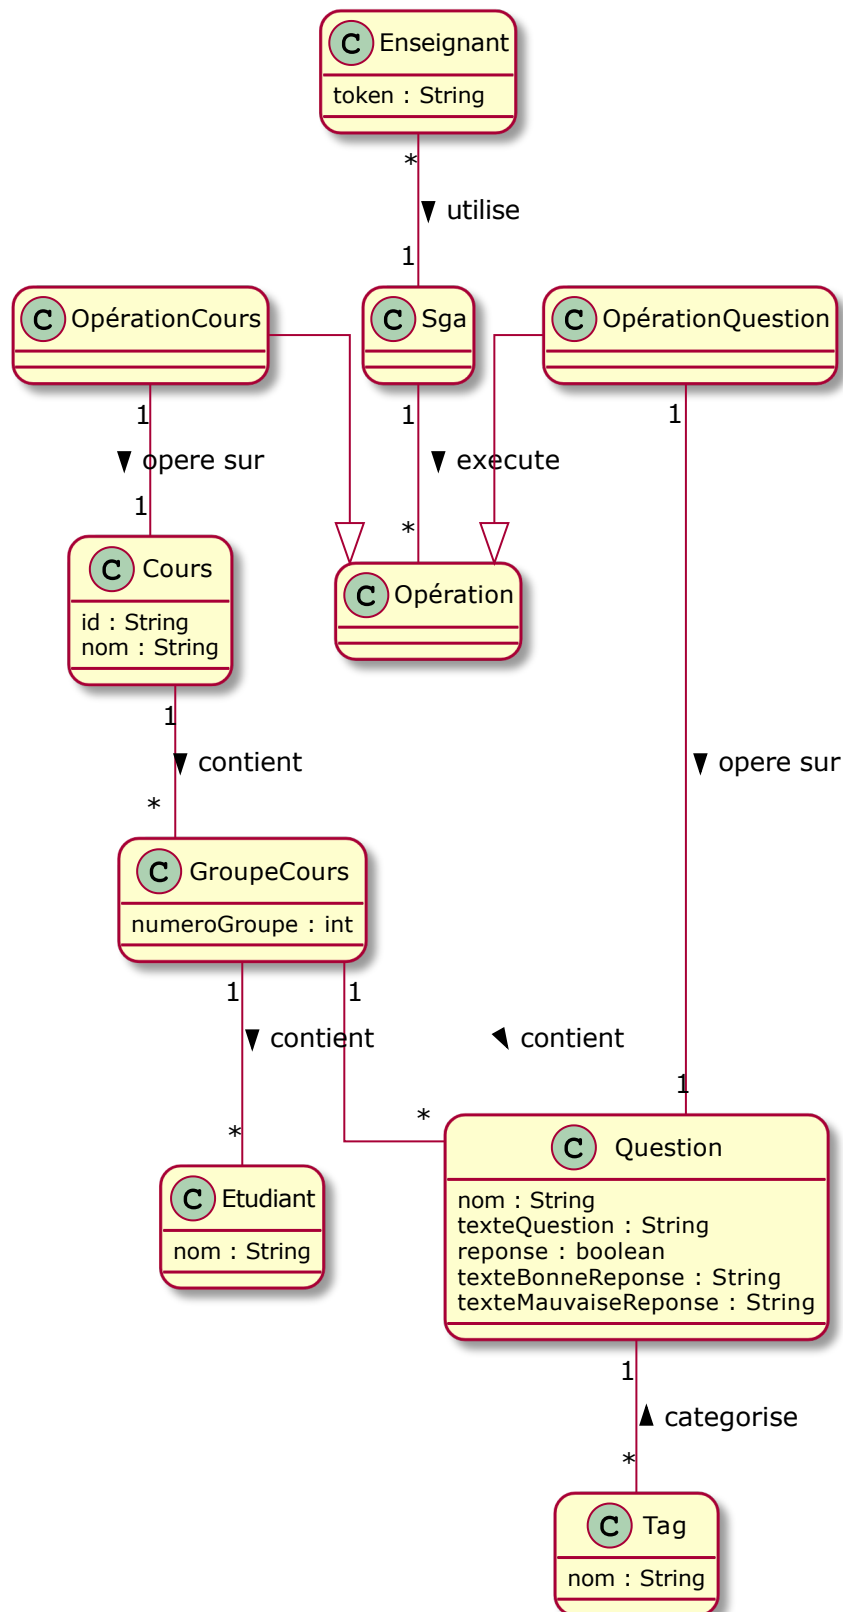 C Enseignant
token : String
*
utilise
1
C OpérationCours
C Sga
C OpérationQuestion
1
1
1
opere sur
execute
1
*
C Cours
id : String
nom : String
C Opération
1
contient
opere sur
*
C GroupeCours
numeroGroupe : int
1
1
contient
contient
1
*
*
C Question
nom : String
texteQuestion : String
reponse : boolean
texteBonneReponse : String
texteMauvaiseReponse : String
C Etudiant
nom : String
1
categorise
*
C Tag
nom : String